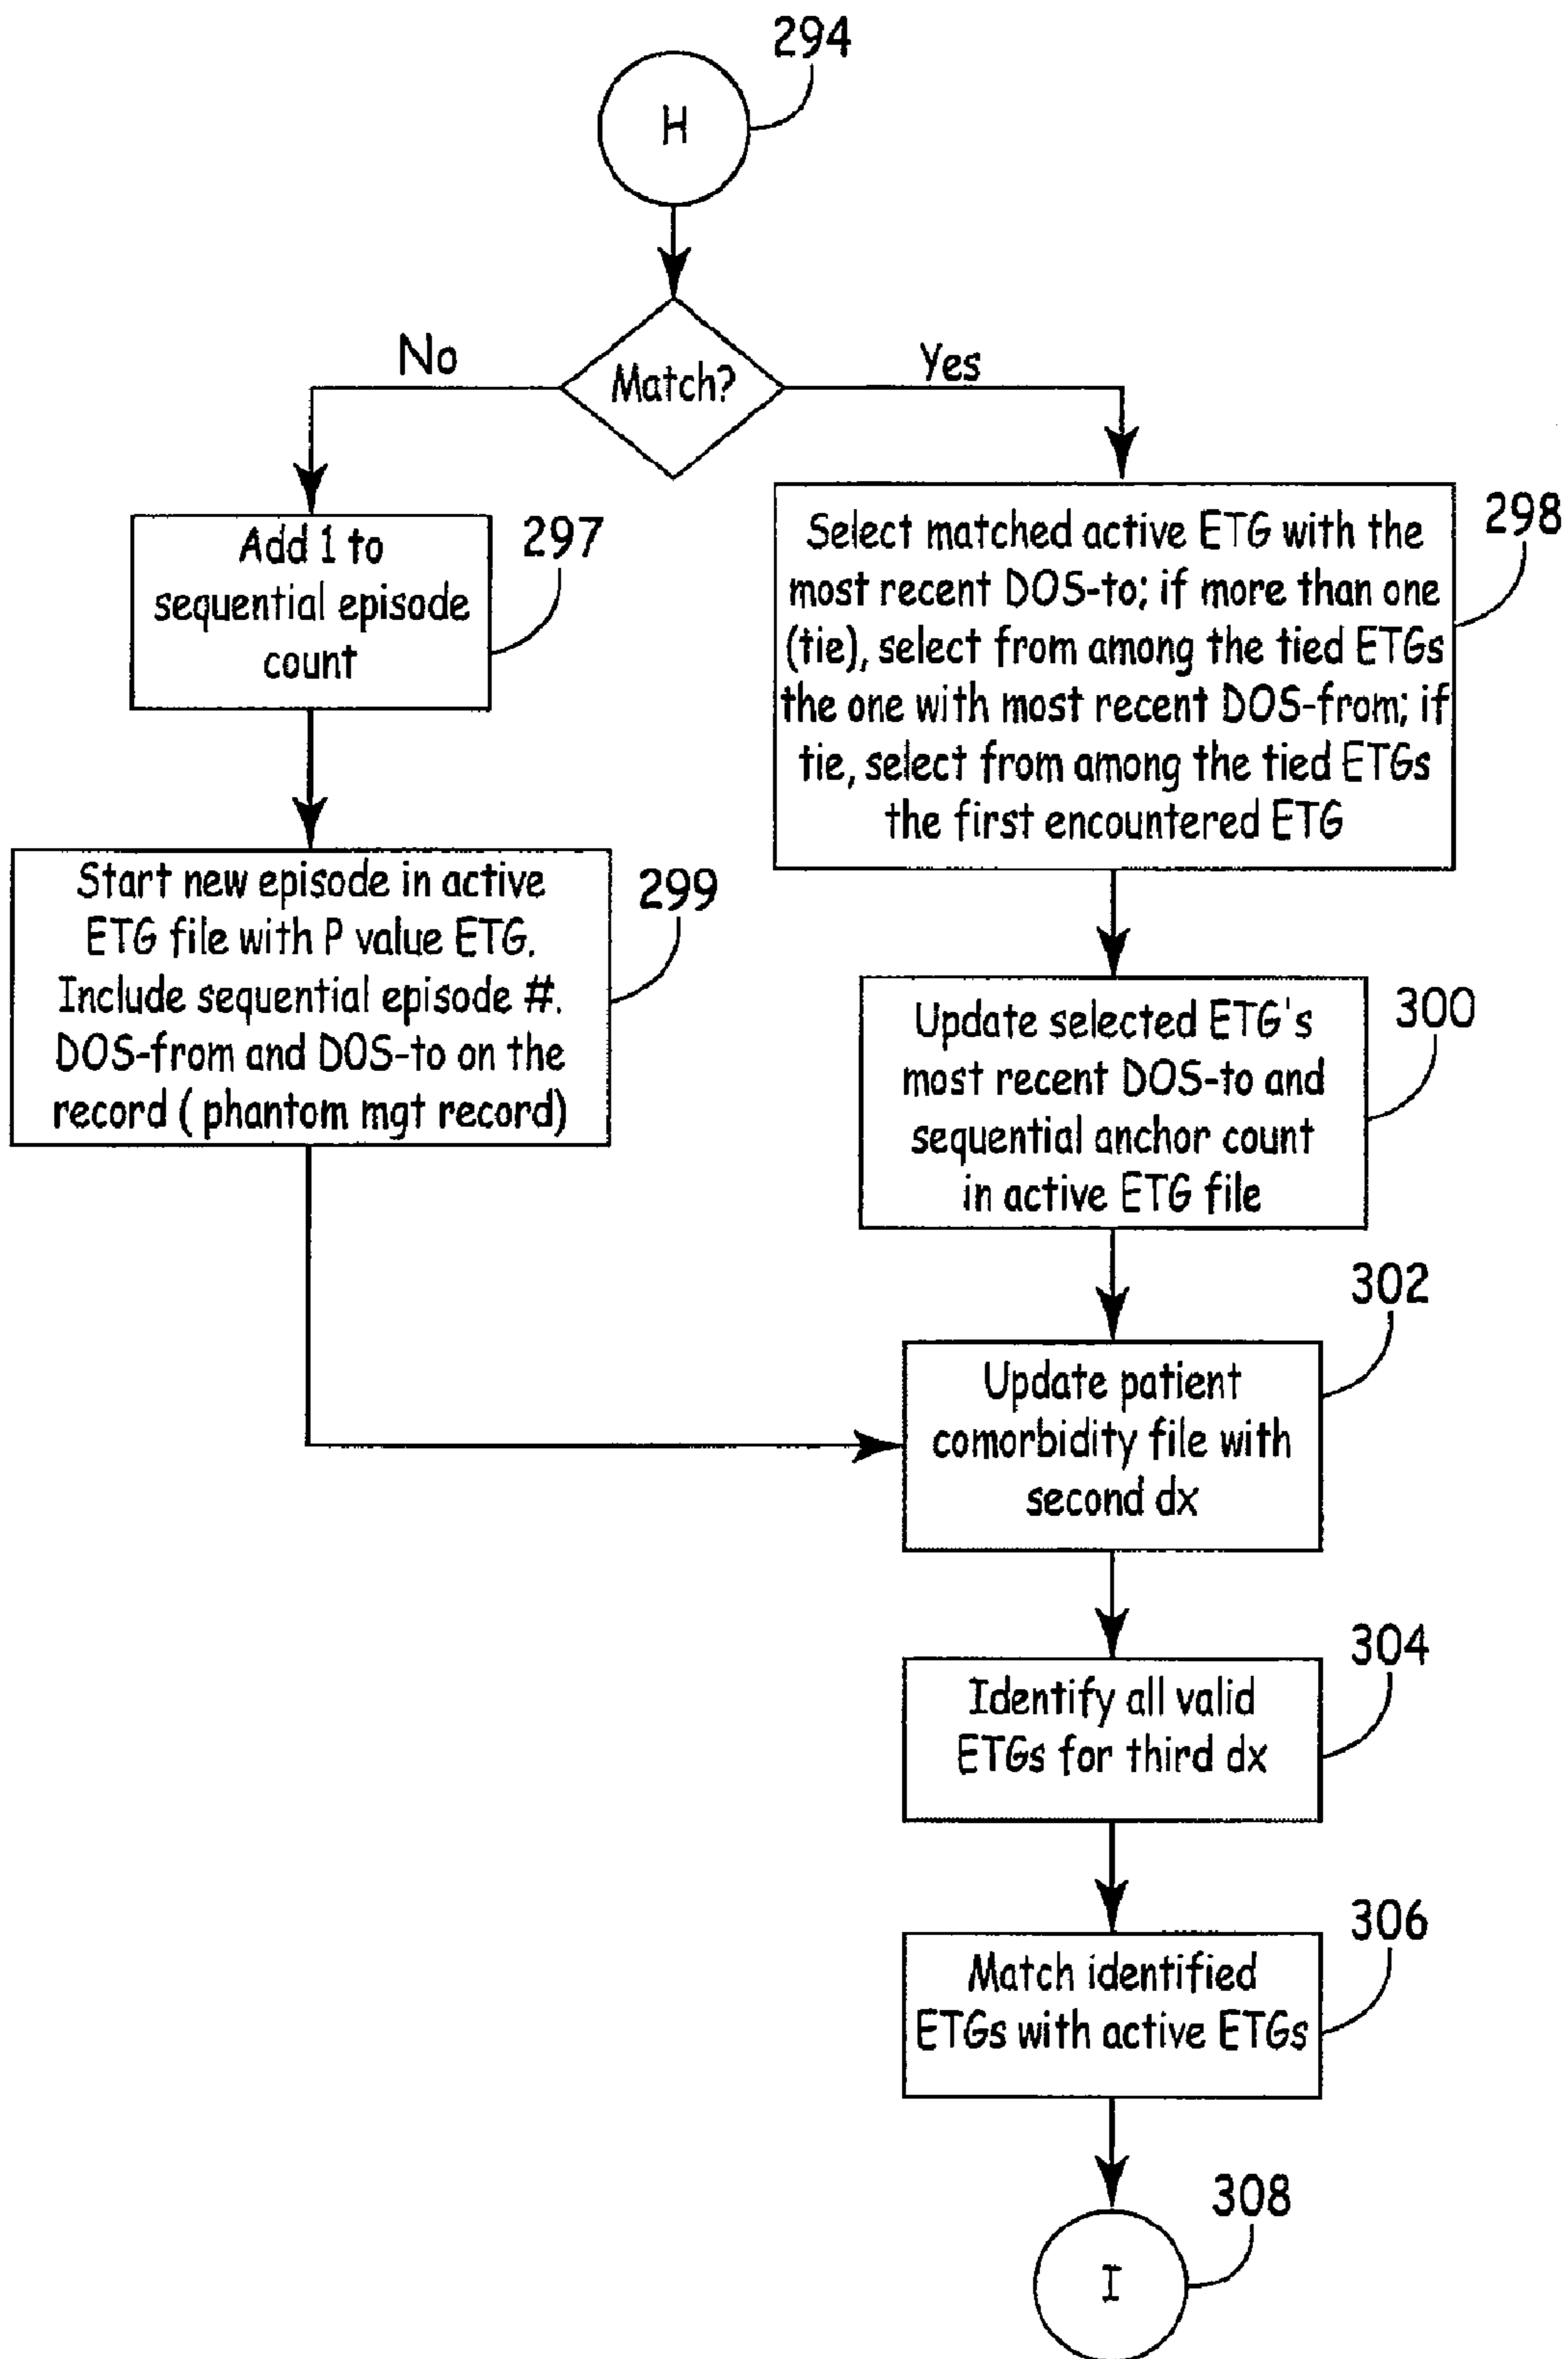 294
H
Match?
No
Yes
Add 1 to
sequential episode
count
297
Select matched active ETG with the
most recent DOS-to; if more than one
(tie), select from among the tied ETGs
the one with most recent DOS-from; if
tie, select from among the tied ETGs
the first encountered ETG
298
Start new episode in active
ETG file with P value ETG.
Include sequential episode #.
DOS-from and DOS-to on the
record ( phantom mgt record)
299
Update selected ETG's
most recent DOS-to and
sequential anchor count
in active ETG file
300
Update patient
comorbidity file with
second dx
302
Identify all valid
ETGs for third dx
304
Match identified
ETGs with active ETGs
306
I
308